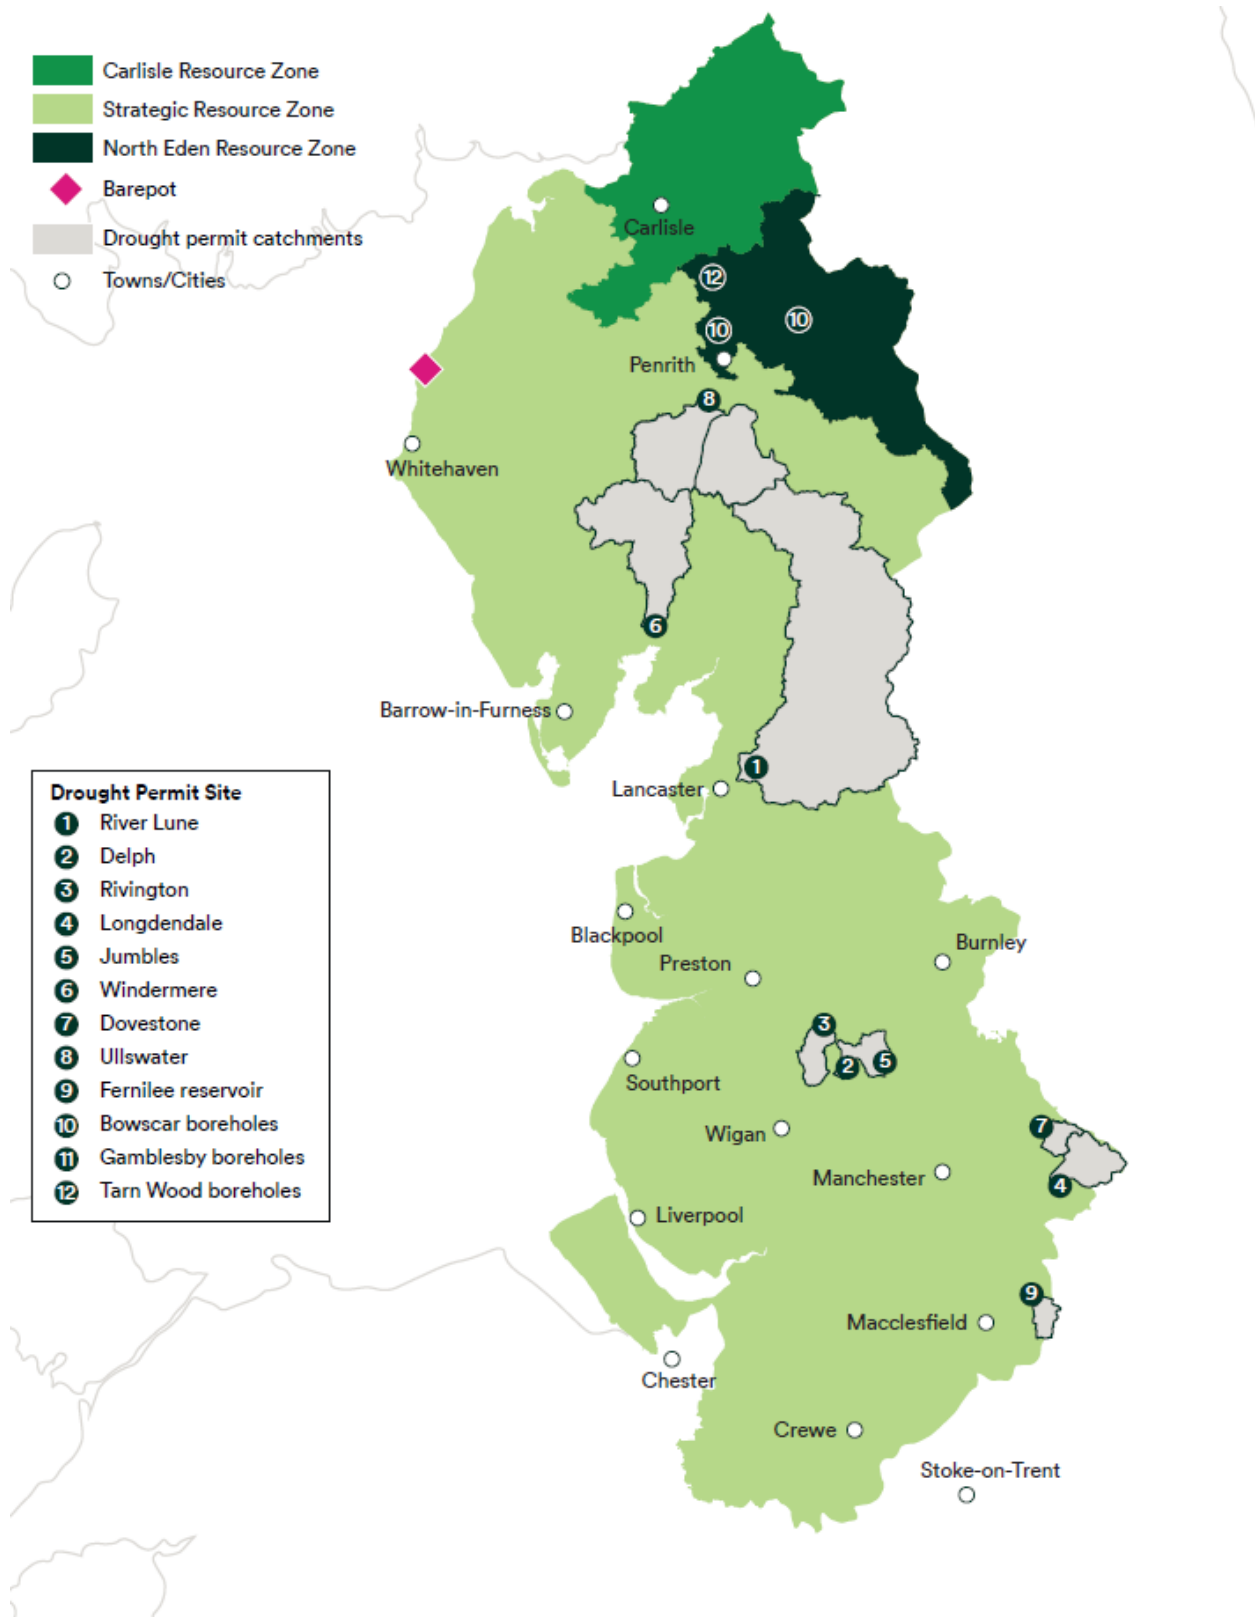 Carlisle Resource Zone
Strategic Resource Zone
North Eden Resource Zone
Barepot
Drought permit catchments
Towns/Cities
Carlisle
12
10
10
Penrith
8
Whitehaven
6
Barrow-in-Furness
1
Lancaster
Drought Permit Site
1 River Lune
2 Delph
3 Rivington
4 Longdendale
5 Jumbles
6 Windermere
7 Dovestone
8 Ullswater
9 Fernilee reservoir
10 Bowscar boreholes
11 Gamblesby boreholes
12 Tarn Wood boreholes
Blackpool
Burnley
Preston
3
2
5
Southport
Wigan
7
Manchester
4
Liverpool
9
Macclesfield
Chester
Crewe
Stoke-on-Trent